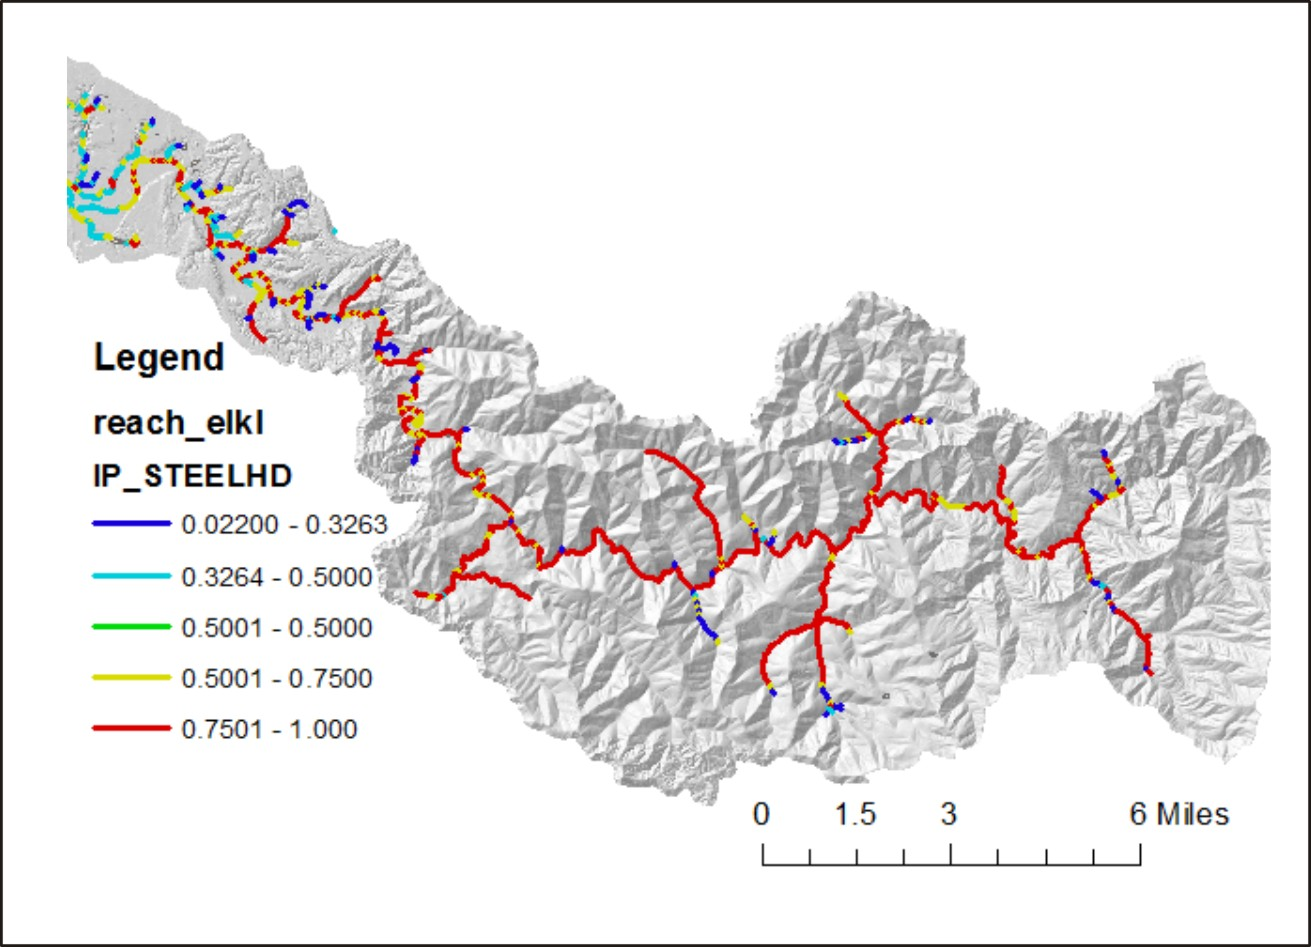 Legend
reach_elkl
IP_STEELHD
0.02200 - 0.3263
0.3264 - 0.5000
0.5001 - 0.5000
0.5001 - 0.7500
0.7501 - 1.000
0 1.5 3 6 Miles